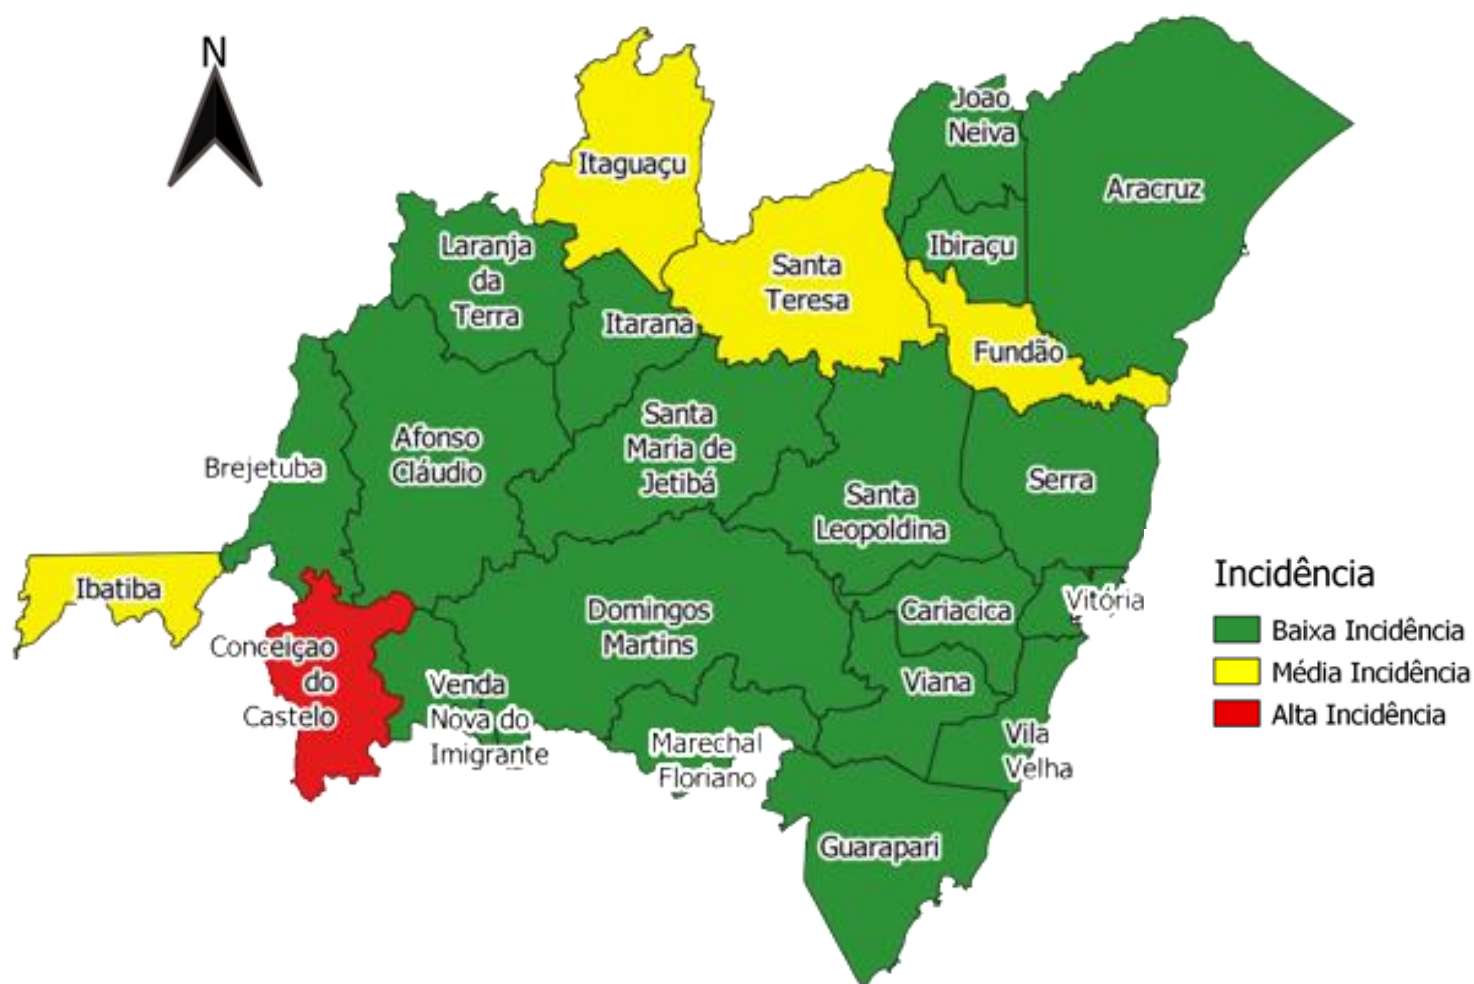 N
João
Neiva
Itaguaçu
Aracruz
Laranja
da
Terra
Ibiraçu
Santa
Teresa
Itarana
Fundão
Santa
Maria de
Jetibá
Afonso
Cláudio
Brejetuba
Serra
Santa
Leopoldina
Ibatiba
Vitória
Cariacica
Domingos
Martins
Conceiçao
do
Castelo
Venda
Nova do
Imigrante
Viana
Marechal
Floriano
Vila
Velha
Guarapari
Incidência
Baixa Incidência
Média Incidência
Alta Incidência